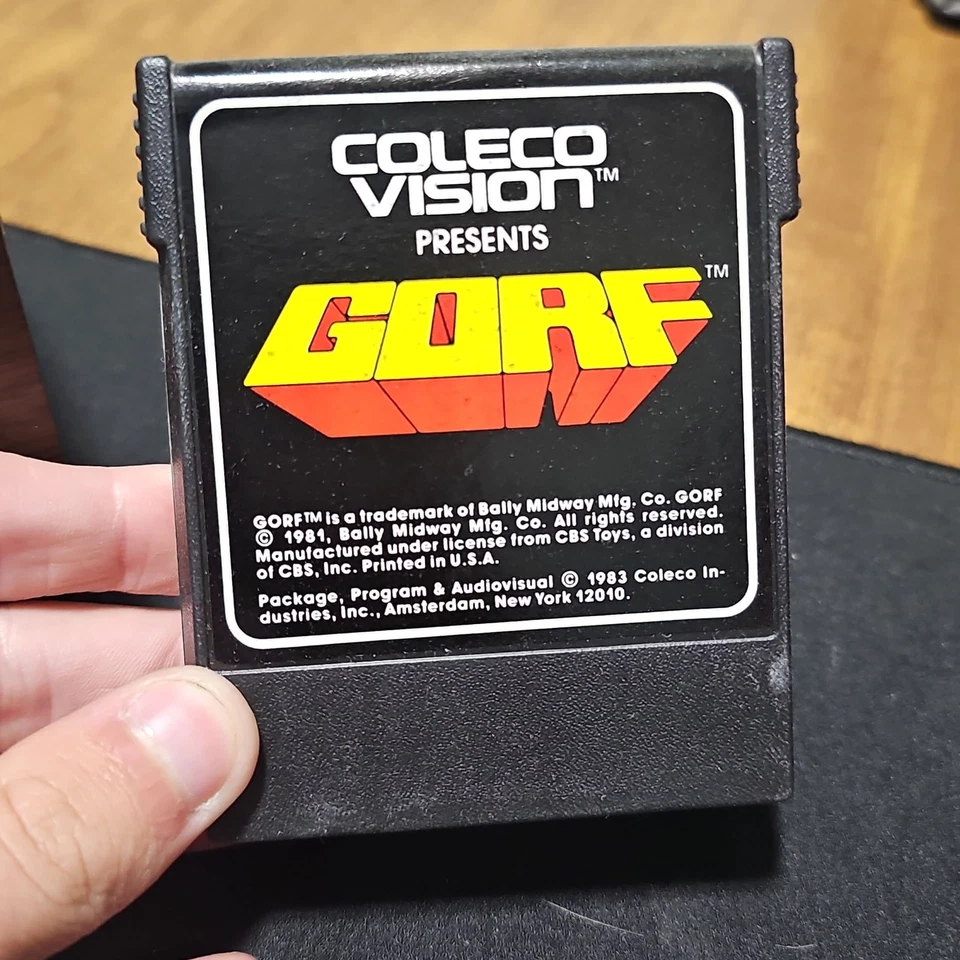 COLECO
VISION™
PRESENTS
GORF™
GORF™ is a trademark of Bally Midway Mfg. Co. GORF
© 1981, Bally Midway Mfg. Co. All rights reserved.
Manufactured under license from CBS Toys, a division
of CBS, Inc. Printed in U.S.A.
Package, Program & Audiovisual © 1983 Coleco In-
dustries, Inc., Amsterdam, New York 12010.